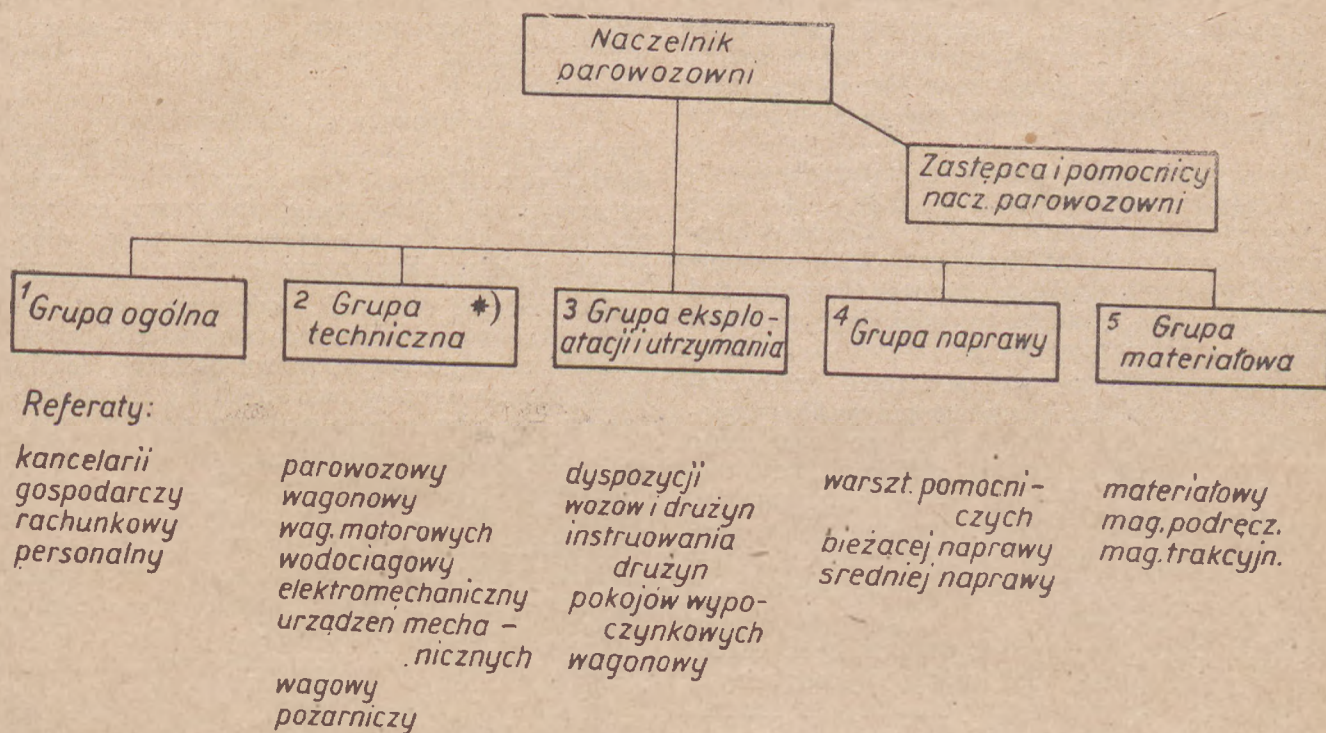 Naczelnik
parowozowni
Zastępca i pomocnicy
nacz. parowozowni
1 Grupa ogólna
2 Grupa *)
techniczna
3 Grupa eksplo-
atacji i utrzymania
4 Grupa naprawy
5 Grupa
materiałowa
Referaty:
kancelarii
gospodarczy
rachunkowy
personalny
parowozowy
wagonowy
wag. motorowych
wodociągowy
elektromechaniczny
urządzeń mecha-
nicznych
wagowy
pożarniczy
dyspozycji
wozów i drużyn
instruowania
drużyn
pokojów wypo-
czynkowych
wagonowy
warszt. pomocni-
czych
bieżącej naprawy
sredniej naprawy
materiałowy
mag. podręcz.
mag. trakcyjn.